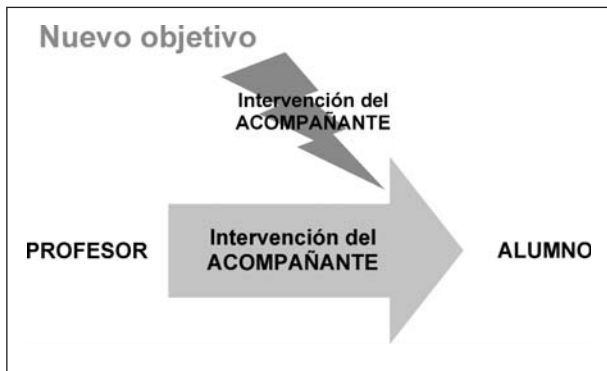 Nuevo objetivo
Intervención del
ACOMPAÑANTE
PROFESOR
Intervención del
ACOMPAÑANTE
ALUMNO